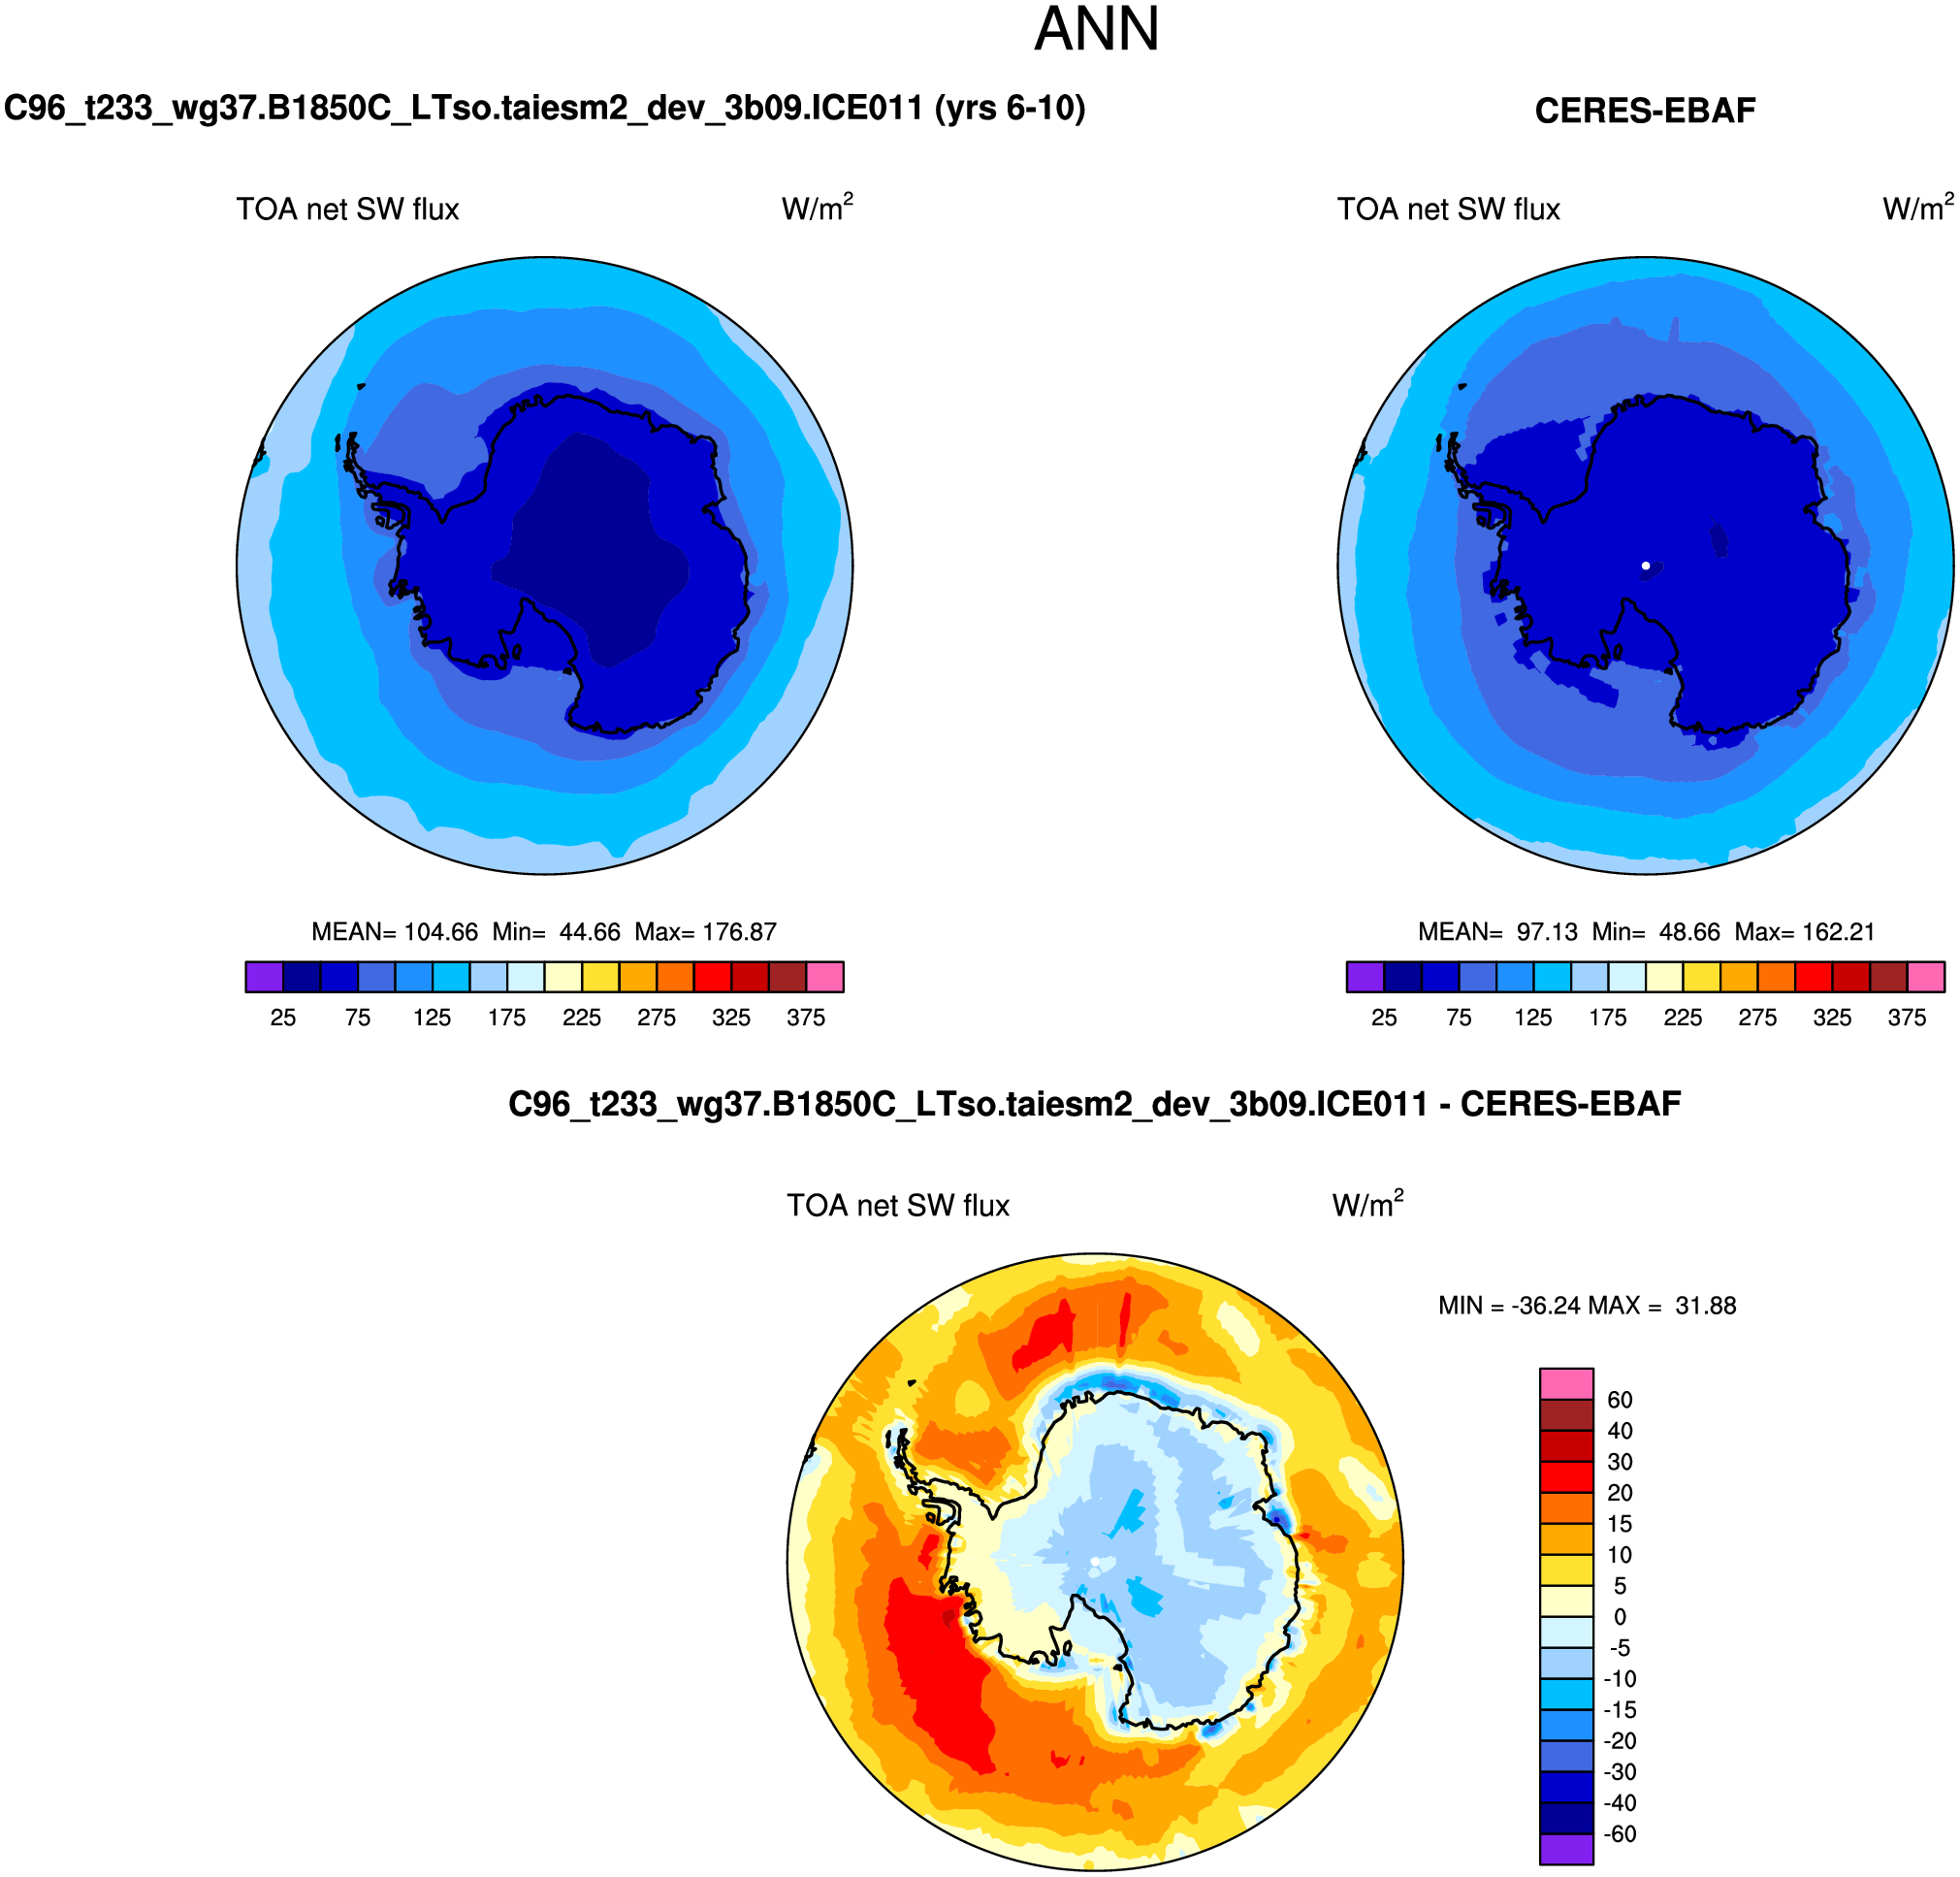 ANN
C96_t233_wg37.B1850C_LTso.taiesm2_dev_3b09.ICE011 (yrs 6-10)
CERES-EBAF
TOA net SW flux W/m2
TOA net SW flux W/m2
MEAN= 104.66 Min= 44.66 Max= 176.87
25 75 125 175 225 275 325 375
MEAN= 97.13 Min= 48.66 Max= 162.21
25 75 125 175 225 275 325 375
C96_t233_wg37.B1850C_LTso.taiesm2_dev_3b09.ICE011 - CERES-EBAF
TOA net SW flux W/m2
MIN = -36.24 MAX = 31.88
60
40
30
20
15
10
5
0
-5
-10
-15
-20
-30
-40
-60